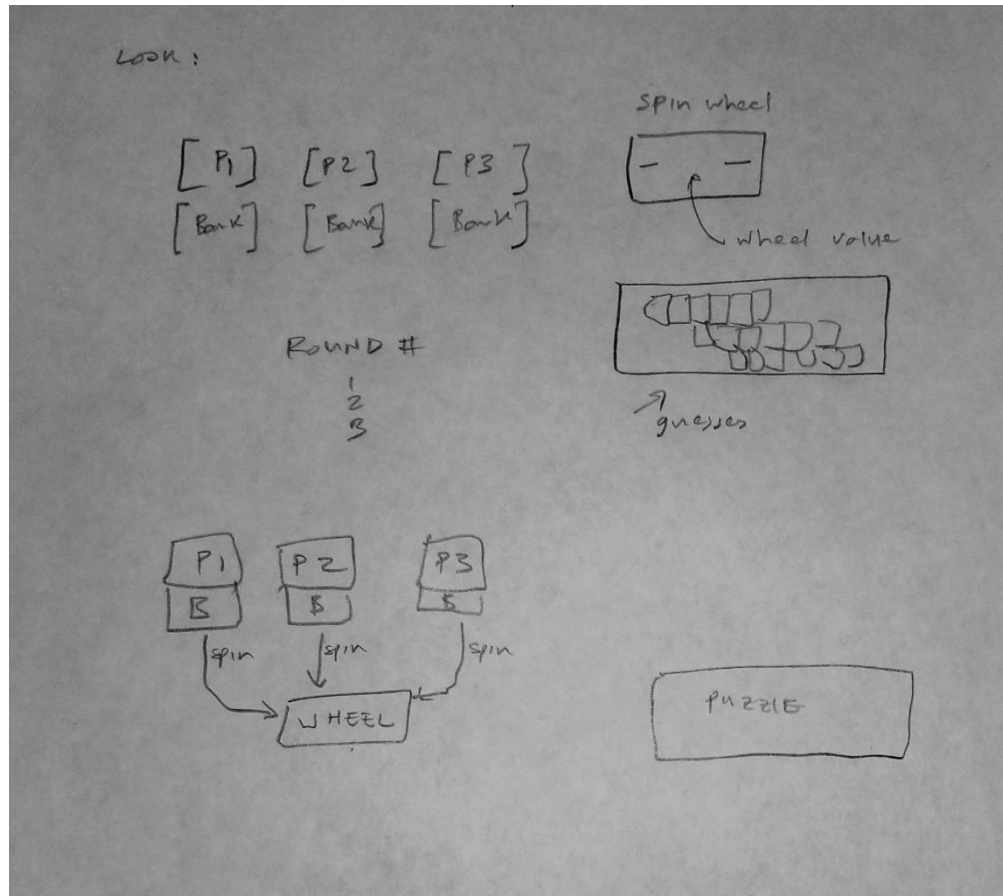 LOOK:
spin wheel
[P1] [P2] [P3]
[Bank] [Bank] [Bank]
wheel value
ROUND #
1
2
3
guesses
P1 P2 P3
B B B
spin spin spin
WHEEL
PUZZLE